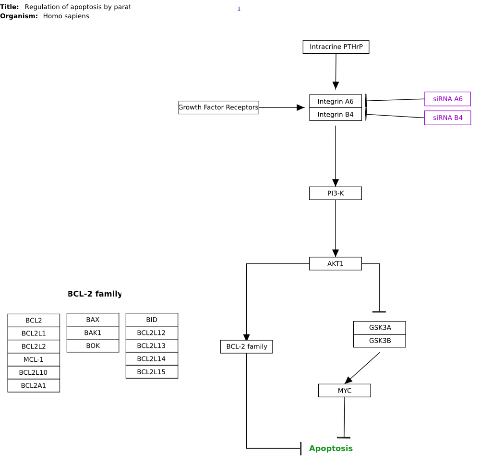 Title: Regulation of apoptosis by parat
Organism: Homo sapiens
Intracrine PTHrP
Growth Factor Receptors
Integrin A6
Integrin B4
siRNA A6
siRNA B4
PI3-K
AKT1
BCL-2 family
BCL2
BCL2L1
BCL2L2
MCL-1
BCL2L10
BCL2A1
BAX
BAK1
BOK
BID
BCL2L12
BCL2L13
BCL2L14
BCL2L15
BCL-2 family
GSK3A
GSK3B
MYC
Apoptosis